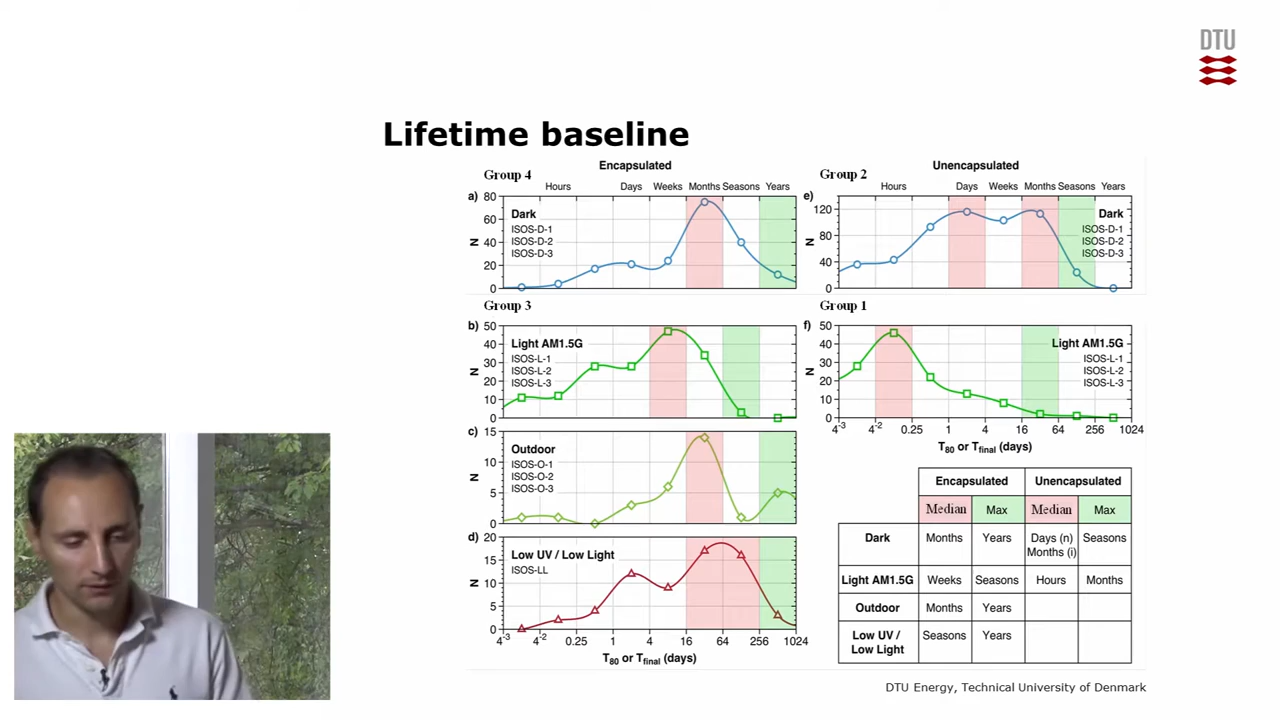 DTU
Lifetime baseline
Encapsulated
Unencapsulated
Group 4
Hours Days Weeks Months Seasons Years
a)
80
60
40
20
0
N
Dark
ISOS-D-1
ISOS-D-2
ISOS-D-3
Group 2
Hours Days Weeks Months Seasons Years
e)
120
80
40
0
N
Dark
ISOS-D-1
ISOS-D-2
ISOS-D-3
Group 3
b)
50
40
30
20
10
0
N
Light AM1.5G
ISOS-L-1
ISOS-L-2
ISOS-L-3
Group 1
f)
50
40
30
20
10
0
N
Light AM1.5G
ISOS-L-1
ISOS-L-2
ISOS-L-3
4-3 4-2 0.25 1 4 16 64 256 1024
T80 or Tfinal (days)
c)
15
10
5
0
N
Outdoor
ISOS-O-1
ISOS-O-2
ISOS-O-3
d)
20
15
10
5
0
N
Low UV / Low Light
ISOS-LL
4-3 4-2 0.25 1 4 16 64 256 1024
T80 or Tfinal (days)
Encapsulated Unencapsulated
Median Max Median Max
Dark Months Years Days (n) Seasons
Months (i)
Light AM1.5G Weeks Seasons Hours Months
Outdoor Months Years
Low UV / Seasons Years
Low Light
DTU Energy, Technical University of Denmark